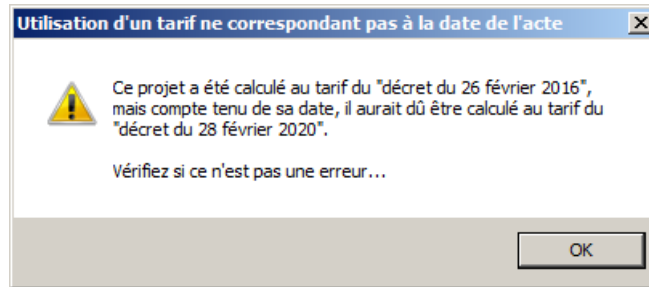 Utilisation d'un tarif ne correspondant pas à la date de l'acte
Ce projet a été calculé au tarif du "décret du 26 février 2016",
mais compte tenu de sa date, il aurait dû être calculé au tarif du
"décret du 28 février 2020".
Vérifiez si ce n'est pas une erreur...
OK